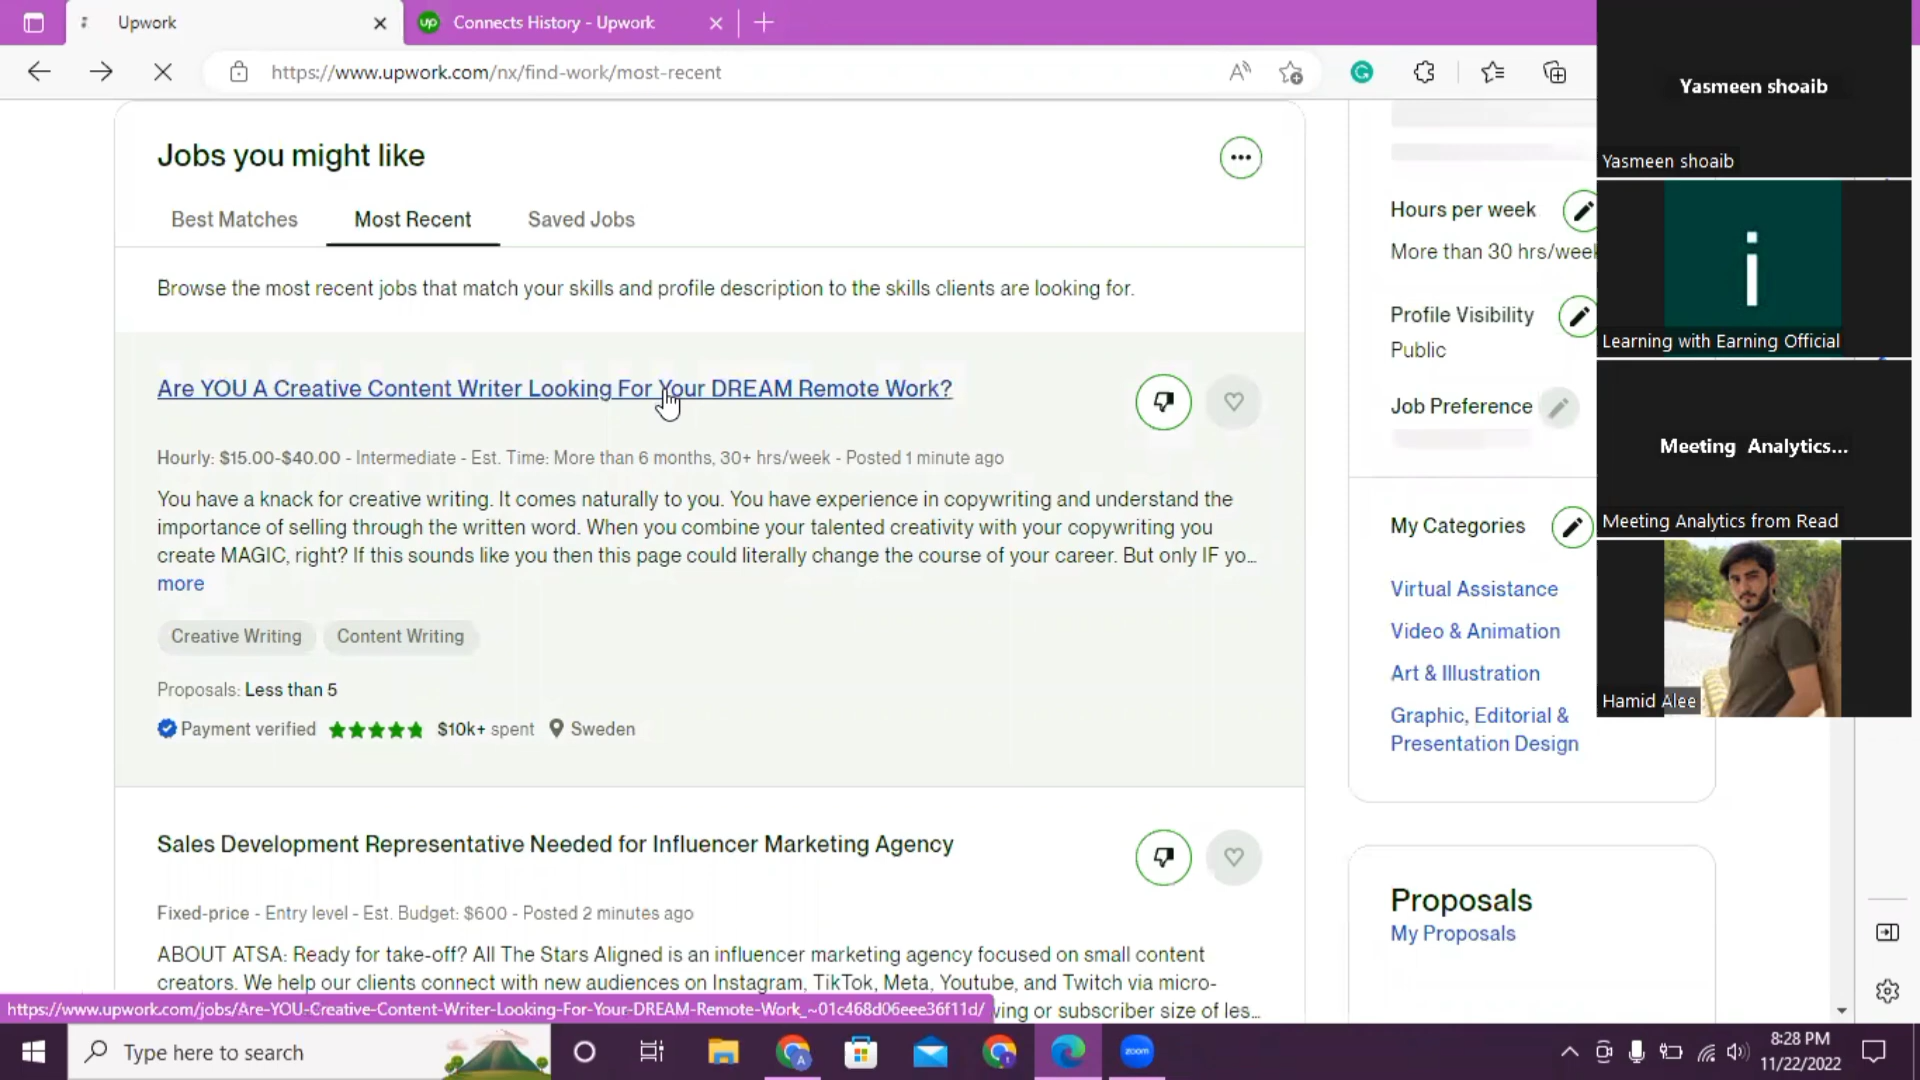 Upwork
up Connects History - Upwork
https://www.upwork.com/nx/find-work/most-recent
Jobs you might like
Best Matches
Most Recent
Saved Jobs
Browse the most recent jobs that match your skills and profile description to the skills clients are looking for.
Are YOU A Creative Content Writer Looking For Your DREAM Remote Work?
Hourly: $15.00-$40.00 - Intermediate - Est. Time: More than 6 months, 30+ hrs/week - Posted 1 minute ago
You have a knack for creative writing. It comes naturally to you. You have experience in copywriting and understand the
importance of selling through the written word. When you combine your talented creativity with your copywriting you
create MAGIC, right? If this sounds like you then this page could literally change the course of your career. But only IF yo…
more
Creative Writing
Content Writing
Proposals: Less than 5
Payment verified $10k+ spent Sweden
Sales Development Representative Needed for Influencer Marketing Agency
Fixed-price - Entry level - Est. Budget: $600 - Posted 2 minutes ago
ABOUT ATSA: Ready for take-off? All The Stars Aligned is an influencer marketing agency focused on small content
creators. We help our clients connect with new audiences on Instagram, TikTok, Meta, Youtube, and Twitch via micro-
wing or subscriber size of les…
https://www.upwork.com/jobs/Are-YOU-Creative-Content-Writer-Looking-For-Your-DREAM-Remote-Work_~01c468d06eee36f11d/
Hours per week
More than 30 hrs/week
Profile Visibility
Public
Job Preference
My Categories
Virtual Assistance
Video & Animation
Art & Illustration
Graphic, Editorial &
Presentation Design
Proposals
My Proposals
Yasmeen shoaib
Yasmeen shoaib
i
Learning with Earning Official
Meeting Analytics...
Meeting Analytics from Read
Hamid Alee
Type here to search
A
zoom
8:28 PM
11/22/2022